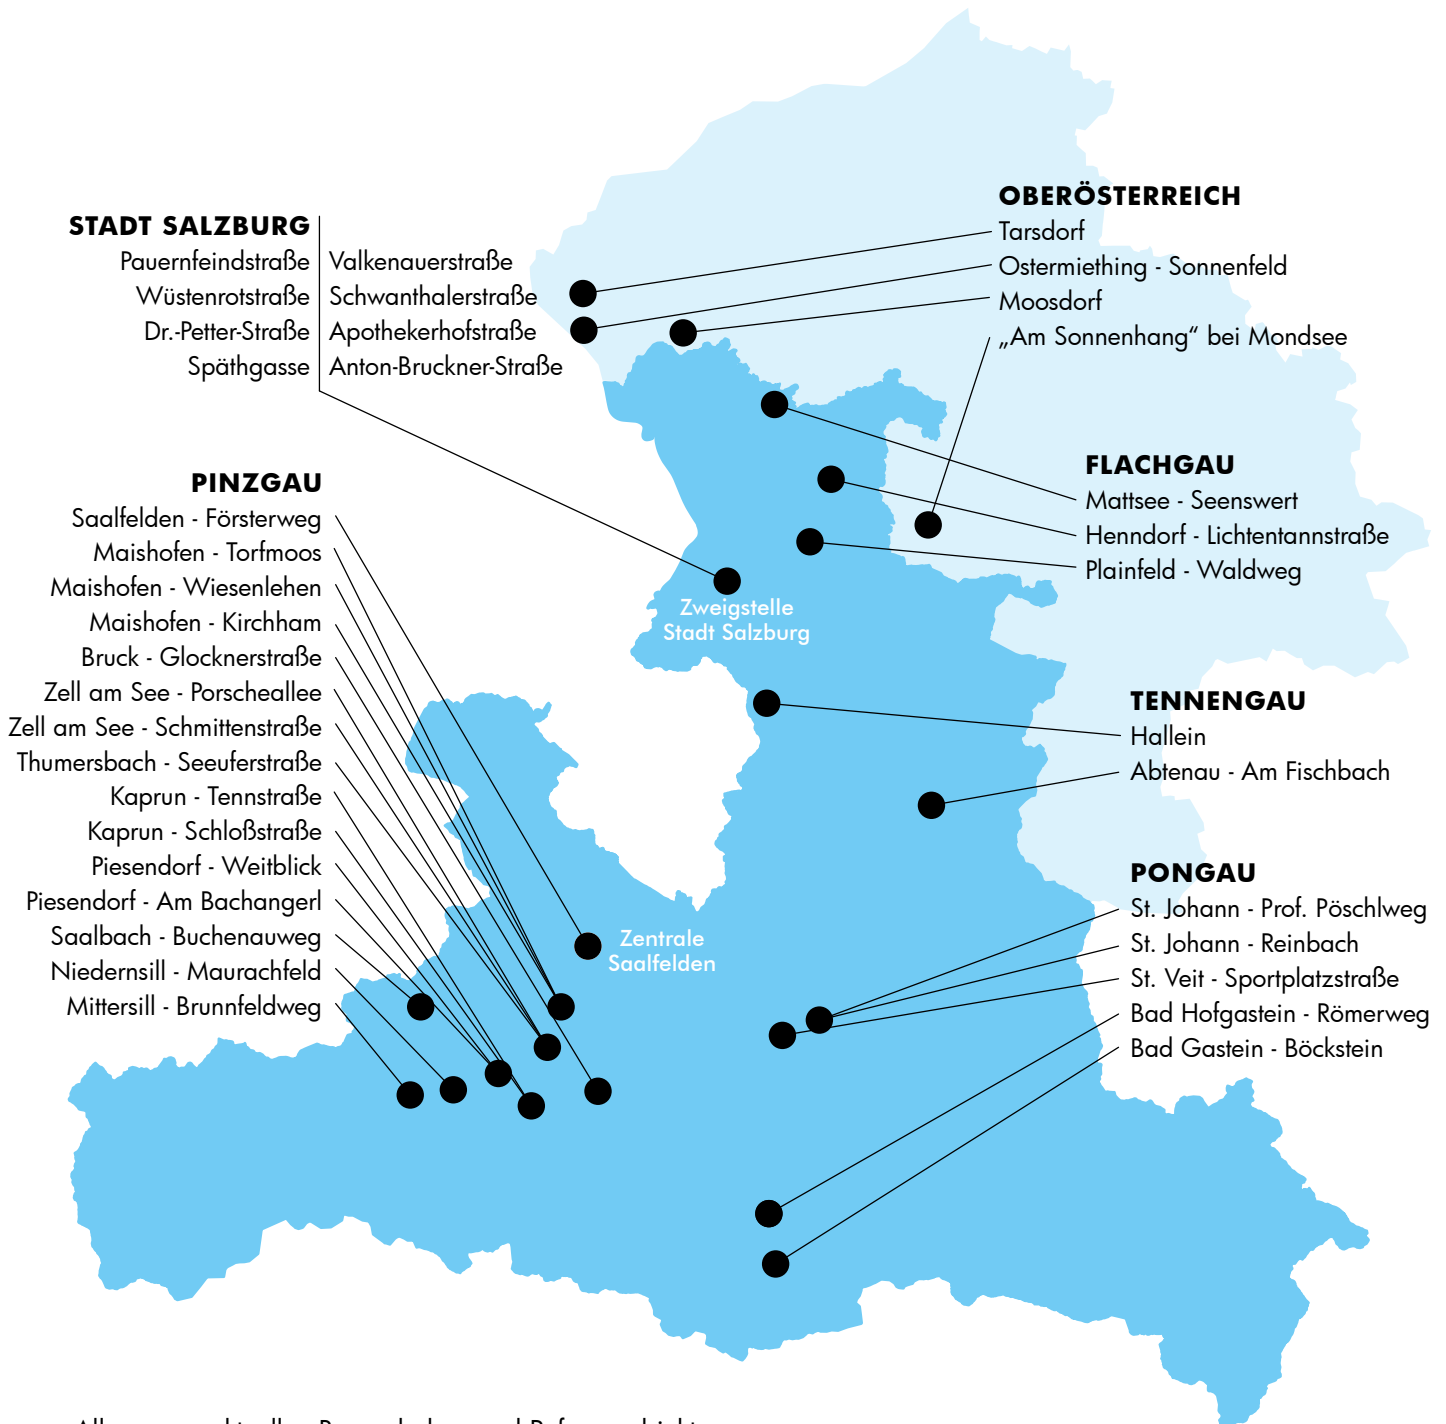 STADT SALZBURG
Pauernfeindstraße
Wüstenrotstraße
Dr.-Petter-Straße
Späthgasse
Valkenauerstraße
Schwanthalerstraße
Apothekerhofstraße
Anton-Bruckner-Straße
OBERÖSTERREICH
Tarsdorf
Ostermiething - Sonnenfeld
Moosdorf
„Am Sonnenhang“ bei Mondsee
FLACHGAU
Mattsee - Seenswert
Henndorf - Lichtentannstraße
Plainfeld - Waldweg
Zweigstelle
Stadt Salzburg
PINZGAU
Saalfelden - Försterweg
Maishofen - Torfmoos
Maishofen - Wiesenlehen
Maishofen - Kirchham
Bruck - Glocknerstraße
Zell am See - Porscheallee
Zell am See - Schmittenstraße
Thumersbach - Seeuferstraße
Kaprun - Tennstraße
Kaprun - Schloßstraße
Piesendorf - Weitblick
Piesendorf - Am Bachangerl
Saalbach - Buchenauweg
Niedernsill - Maurachfeld
Mittersill - Brunnfeldweg
Zentrale
Saalfelden
TENNENGAU
Hallein
Abtenau - Am Fischbach
PONGAU
St. Johann - Prof. Pöschlweg
St. Johann - Reinbach
St. Veit - Sportplatzstraße
Bad Hofgastein - Römerweg
Bad Gastein - Böckstein